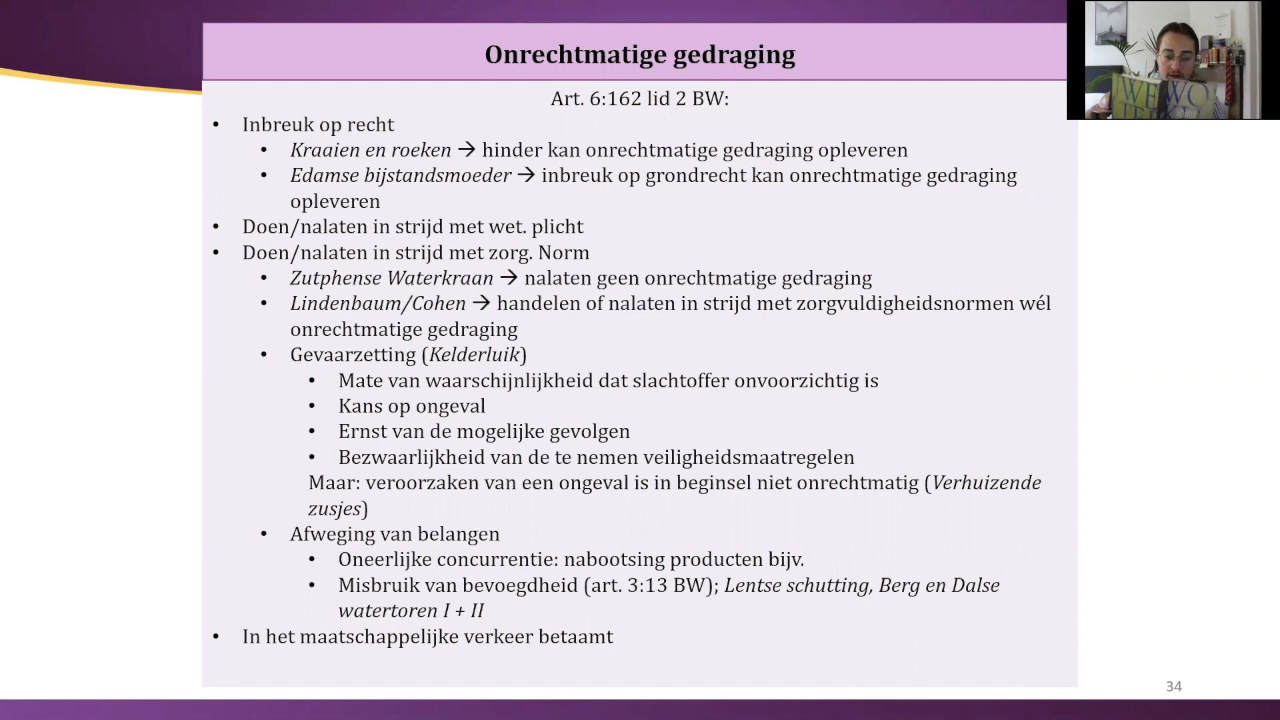 Onrechtmatige gedraging
Art. 6:162 lid 2 BW:
• Inbreuk op recht
• Kraaien en roeken → hinder kan onrechtmatige gedraging opleveren
• Edamse bijstandsmoeder → inbreuk op grondrecht kan onrechtmatige gedraging
opleveren
• Doen/nalaten in strijd met wet. plicht
• Doen/nalaten in strijd met zorg. Norm
• Zutphense Waterkraan → nalaten geen onrechtmatige gedraging
• Lindenbaum/Cohen → handelen of nalaten in strijd met zorgvuldigheidsnormen wél
onrechtmatige gedraging
• Gevaarzetting (Kelderluik)
• Mate van waarschijnlijkheid dat slachtoffer onvoorzichtig is
• Kans op ongeval
• Ernst van de mogelijke gevolgen
• Bezwaarlijkheid van de te nemen veiligheidsmaatregelen
Maar: veroorzaken van een ongeval is in beginsel niet onrechtmatig (Verhuizende
zusjes)
• Afweging van belangen
• Oneerlijke concurrentie: nabootsing producten bijv.
• Misbruik van bevoegdheid (art. 3:13 BW); Lentse schutting, Berg en Dalse
watertoren I + II
• In het maatschappelijke verkeer betaamt
34